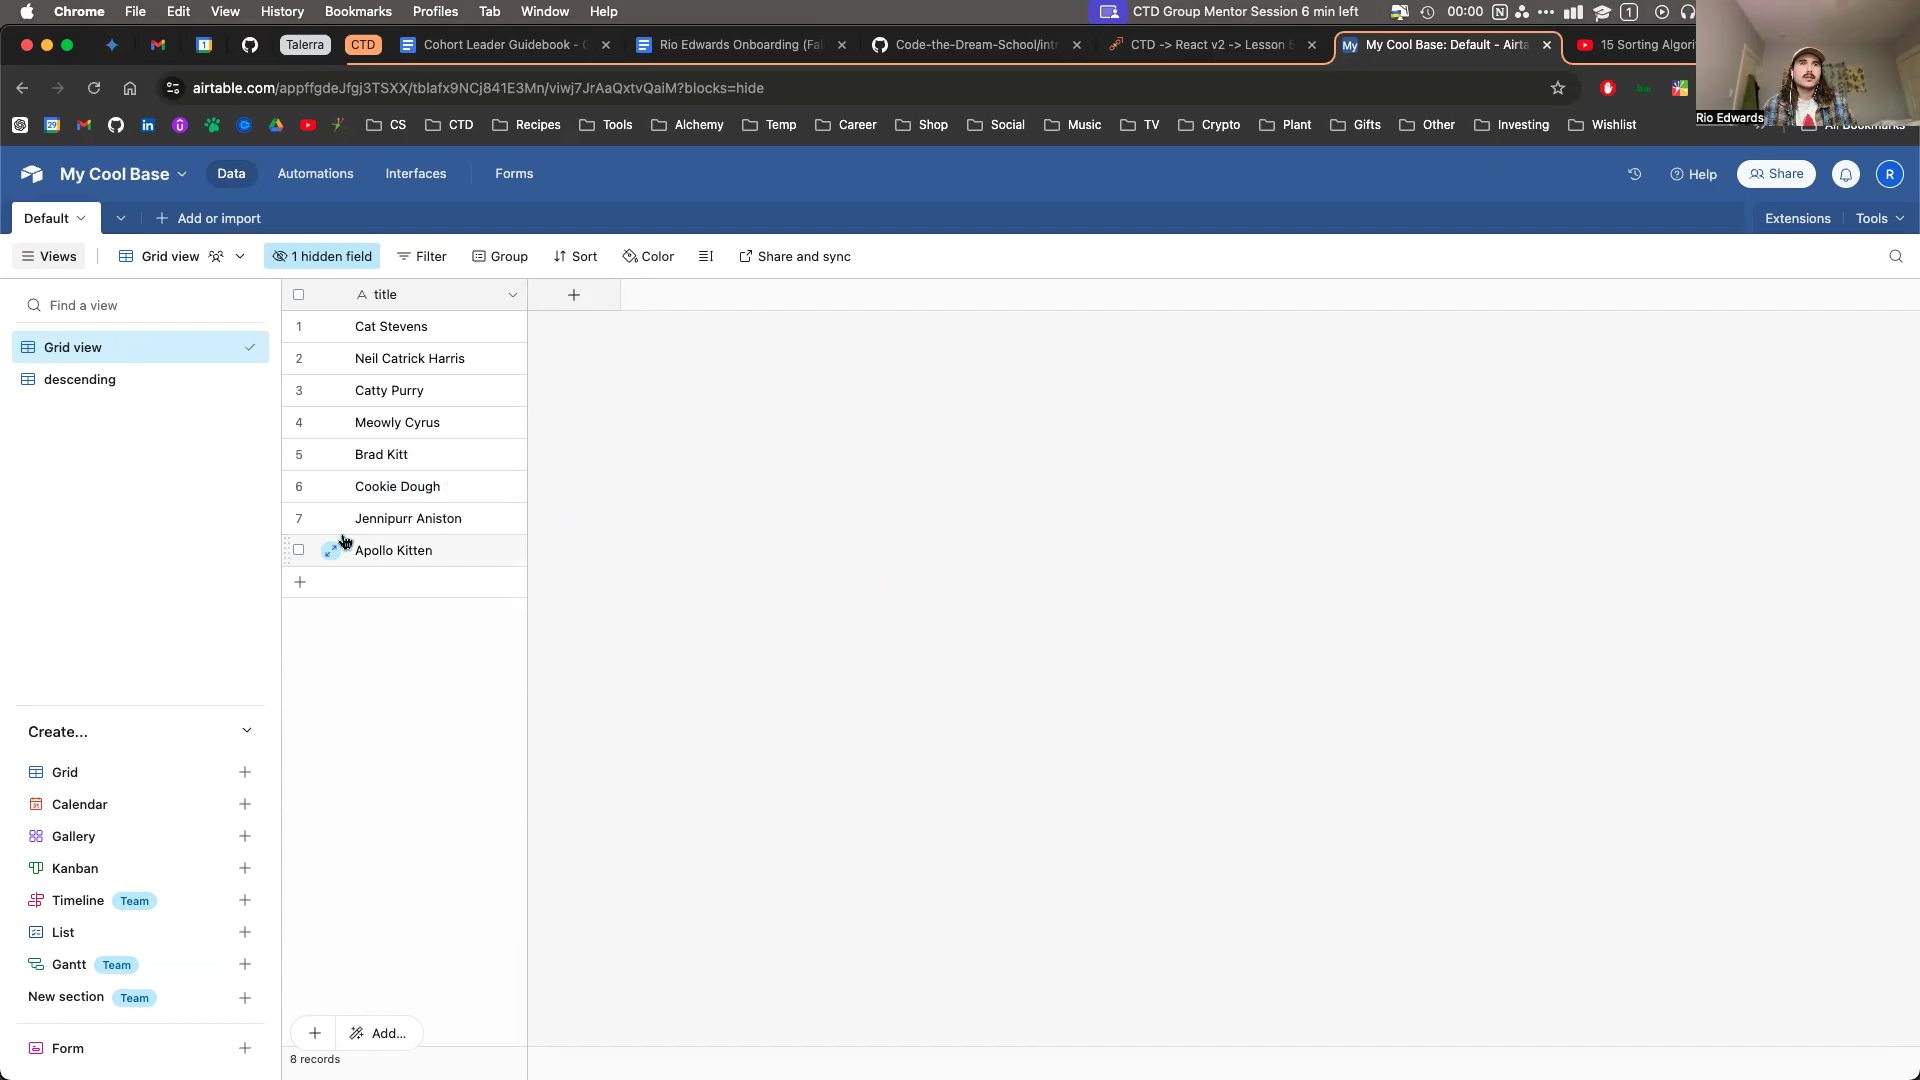 Chrome File Edit View History Bookmarks Profiles Tab Window Help CTD Group Mentor Session 6 min left 00:00 1
Talerra CTD Cohort Leader Guidebook - Rio Edwards Onboarding (Fal Code-the-Dream-School/intr CTD -> React v2 -> Lesson 5 My Cool Base: Default - Airta 15 Sorting Algori
airtable.com/appffgdeJfgj3TSXX/tblafx9NCj841E3Mn/viwj7JrAaQxtvQaiM?blocks=hide
Rio Edwards
CS CTD Recipes Tools Alchemy Temp Career Shop Social Music TV Crypto Plant Gifts Other Investing Wishlist All Bookmarks
My Cool Base Data Automations Interfaces Forms Help Share R
Default Add or import Extensions Tools
Views Grid view 1 hidden field Filter Group Sort Color Share and sync
Find a view
Grid view
descending
A title
1 Cat Stevens
2 Neil Catrick Harris
3 Catty Purry
4 Meowly Cyrus
5 Brad Kitt
6 Cookie Dough
7 Jennipurr Aniston
Apollo Kitten
Create...
Grid
Calendar
Gallery
Kanban
Timeline Team
List
Gantt Team
New section Team
Form
Add...
8 records